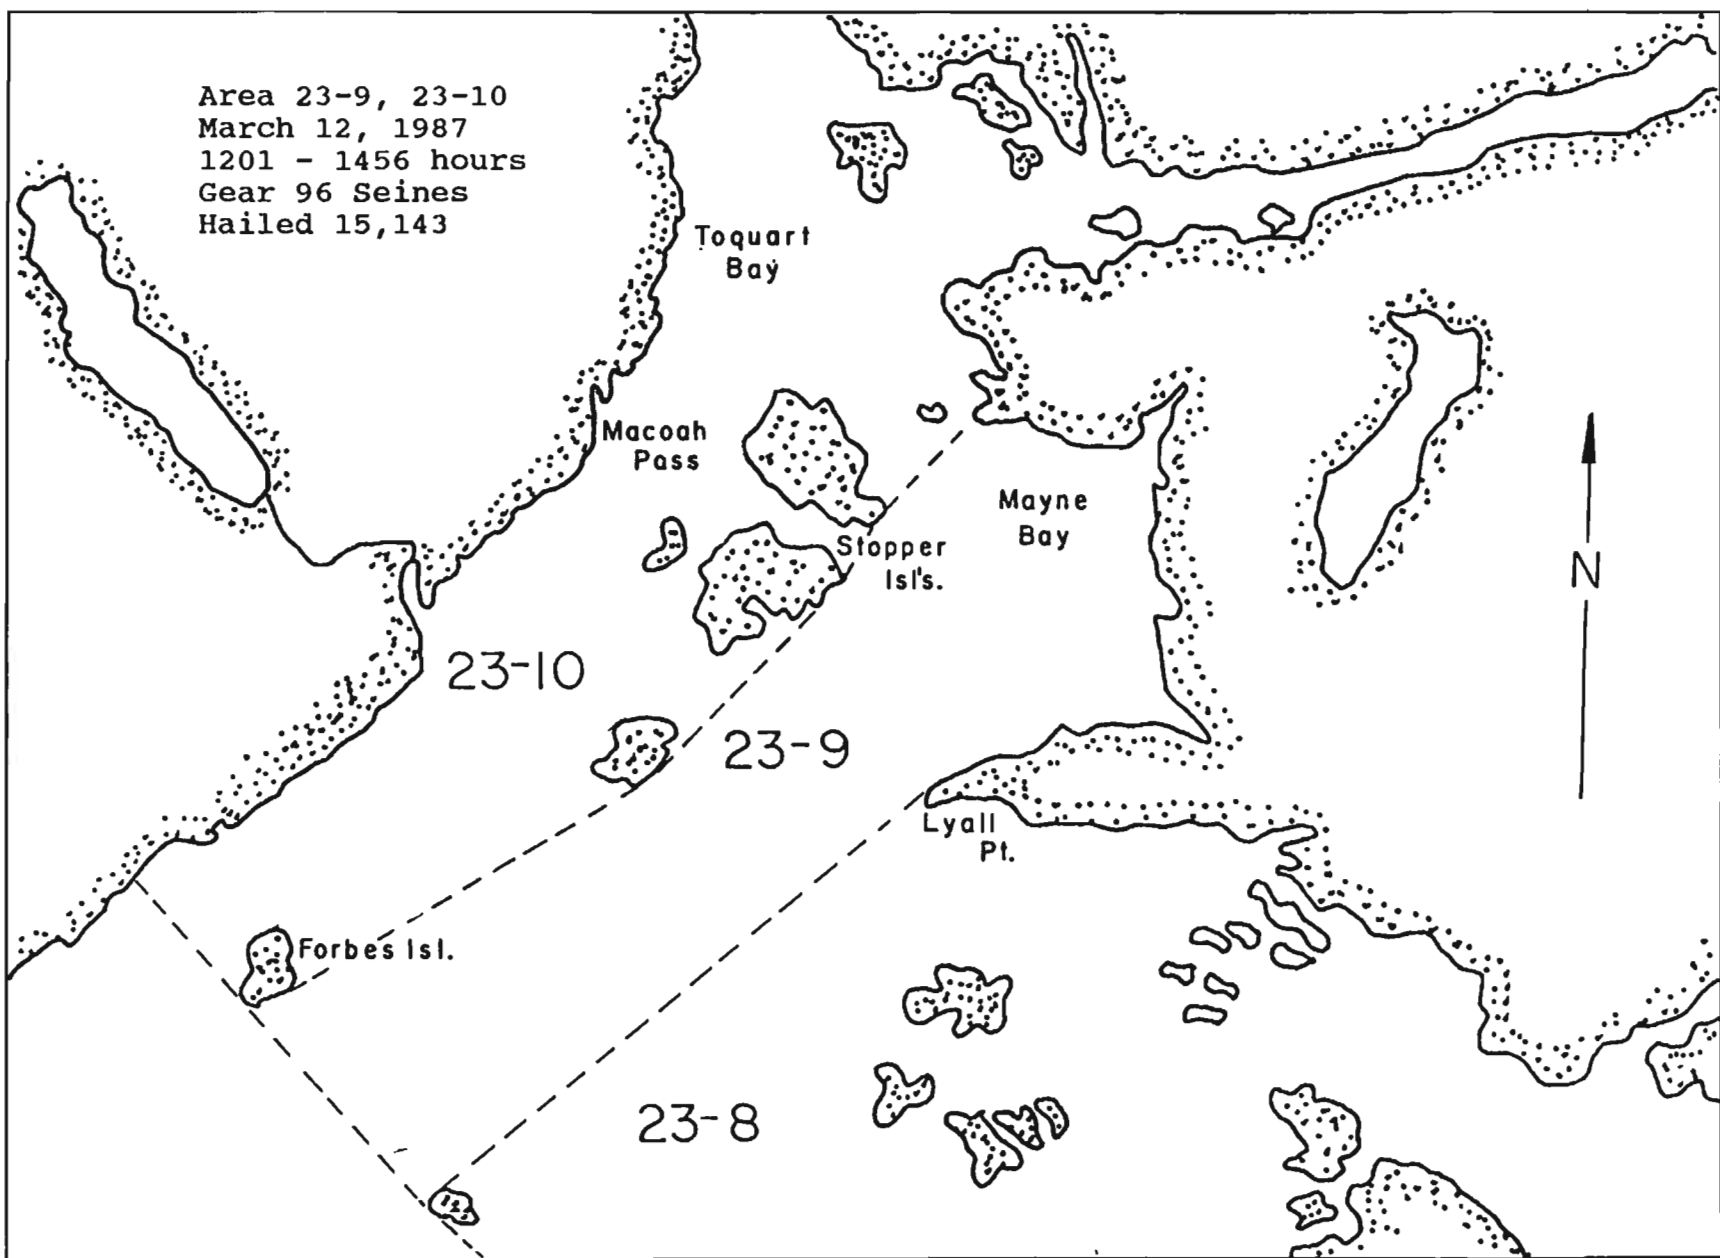 Area 23-9, 23-10
March 12, 1987
1201 - 1456 hours
Gear 96 Seines
Hailed 15,143
Toquart
Bay
Macoah
Pass
Mayne
Bay
Stopper
Isl's.
N
23-10
23-9
Lyall
Pt.
Forbes Isl.
23-8